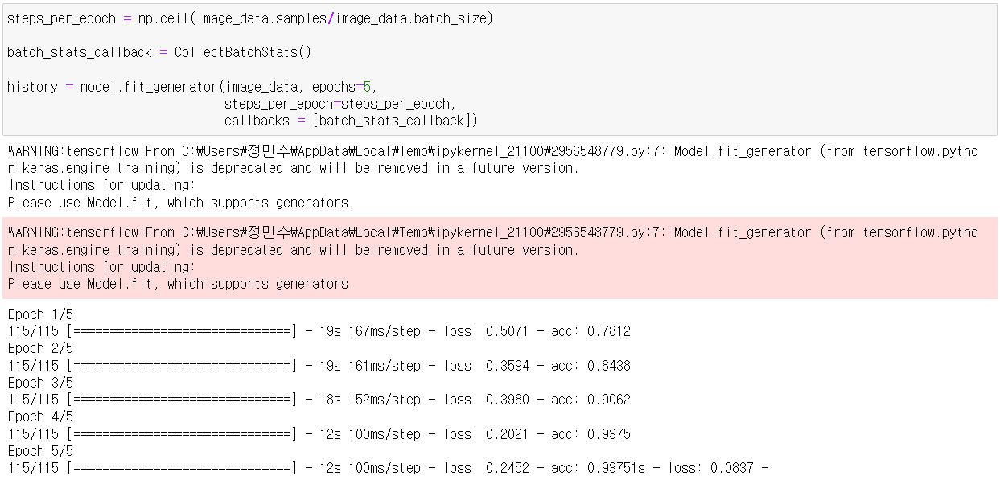 steps_per_epoch = np.ceil(image_data.samples/image_data.batch_size)
batch_stats_callback = CollectBatchStats()
history = model.fit_generator(image_data, epochs=5,
steps_per_epoch=steps_per_epoch,
callbacks = [batch_stats_callback])
WARNING:tensorflow:From C:₩Users₩정민수₩AppData₩Local₩Temp₩ipykernel_21100₩2956548779.py:7: Model.fit_generator (from tensorflow.pytho
n.keras.engine.training) is deprecated and will be removed in a future version.
Instructions for updating:
Please use Model.fit, which supports generators.
WARNING:tensorflow:From C:₩Users₩정민수₩AppData₩Local₩Temp₩ipykernel_21100₩2956548779.py:7: Model.fit_generator (from tensorflow.pytho
n.keras.engine.training) is deprecated and will be removed in a future version.
Instructions for updating:
Please use Model.fit, which supports generators.
Epoch 1/5
115/115 [==============================] - 19s 167ms/step - loss: 0.5071 - acc: 0.7812
Epoch 2/5
115/115 [==============================] - 19s 161ms/step - loss: 0.3594 - acc: 0.8438
Epoch 3/5
115/115 [==============================] - 18s 152ms/step - loss: 0.3980 - acc: 0.9062
Epoch 4/5
115/115 [==============================] - 12s 100ms/step - loss: 0.2021 - acc: 0.9375
Epoch 5/5
115/115 [==============================] - 12s 100ms/step - loss: 0.2452 - acc: 0.93751s - loss: 0.0837 -